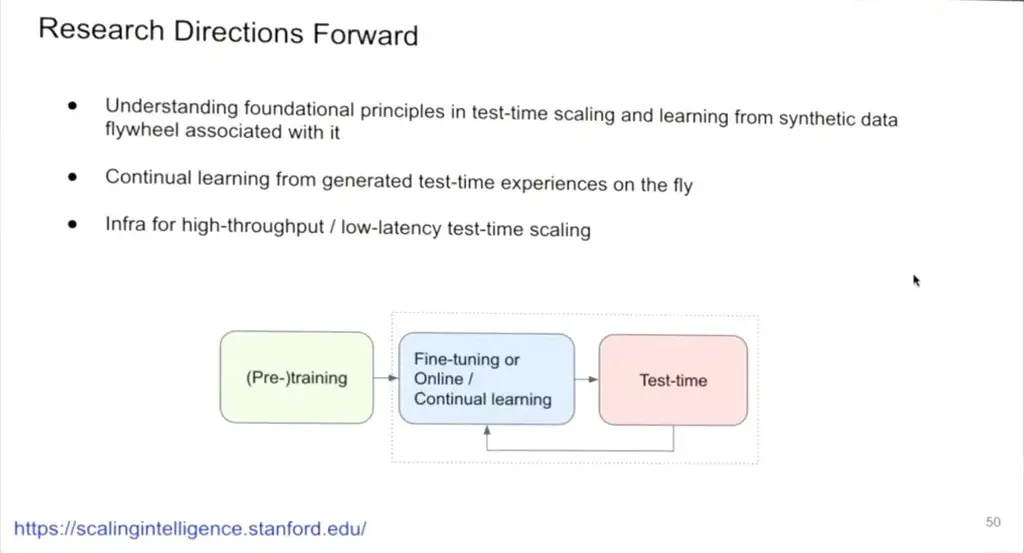 Research Directions Forward
● Understanding foundational principles in test-time scaling and learning from synthetic data
flywheel associated with it
● Continual learning from generated test-time experiences on the fly
● Infra for high-throughput / low-latency test-time scaling
(Pre-)training
Fine-tuning or
Online /
Continual learning
Test-time
https://scalingintelligence.stanford.edu/
50